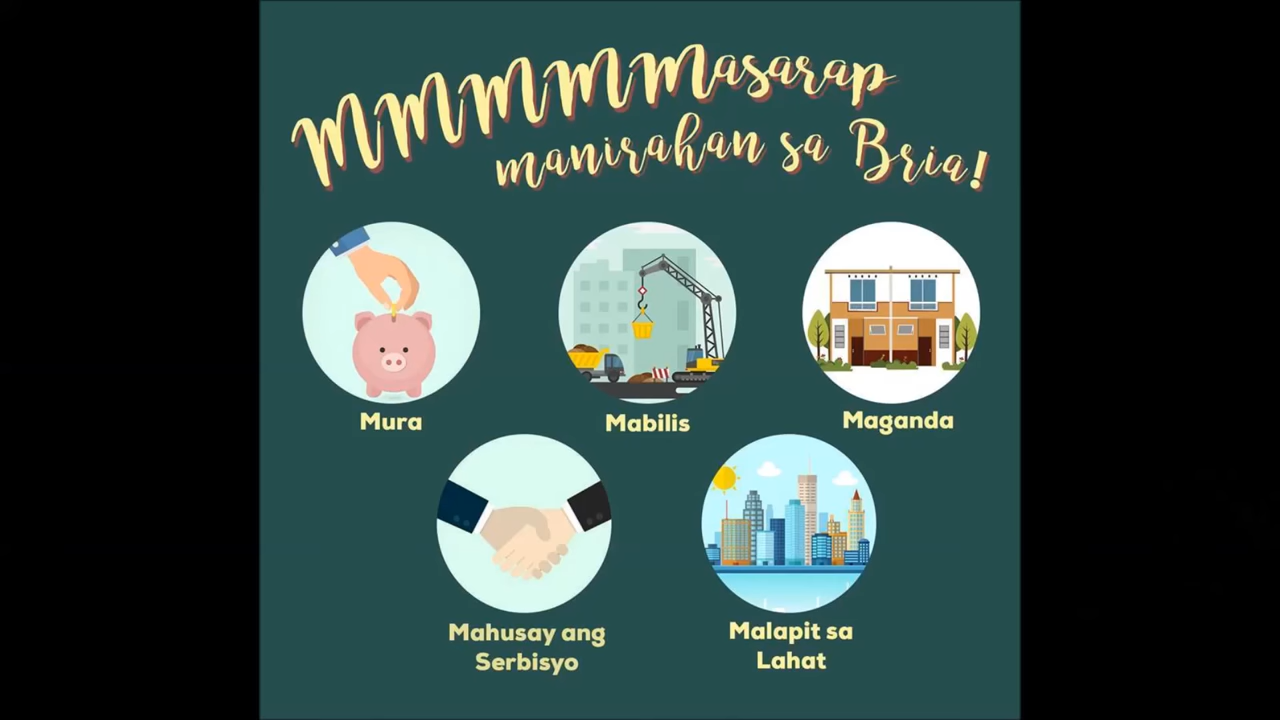 MMMMMasarap
manirahan sa Bria!
Mura
Mabilis
Maganda
Mahusay ang
Serbisyo
Malapit sa
Lahat